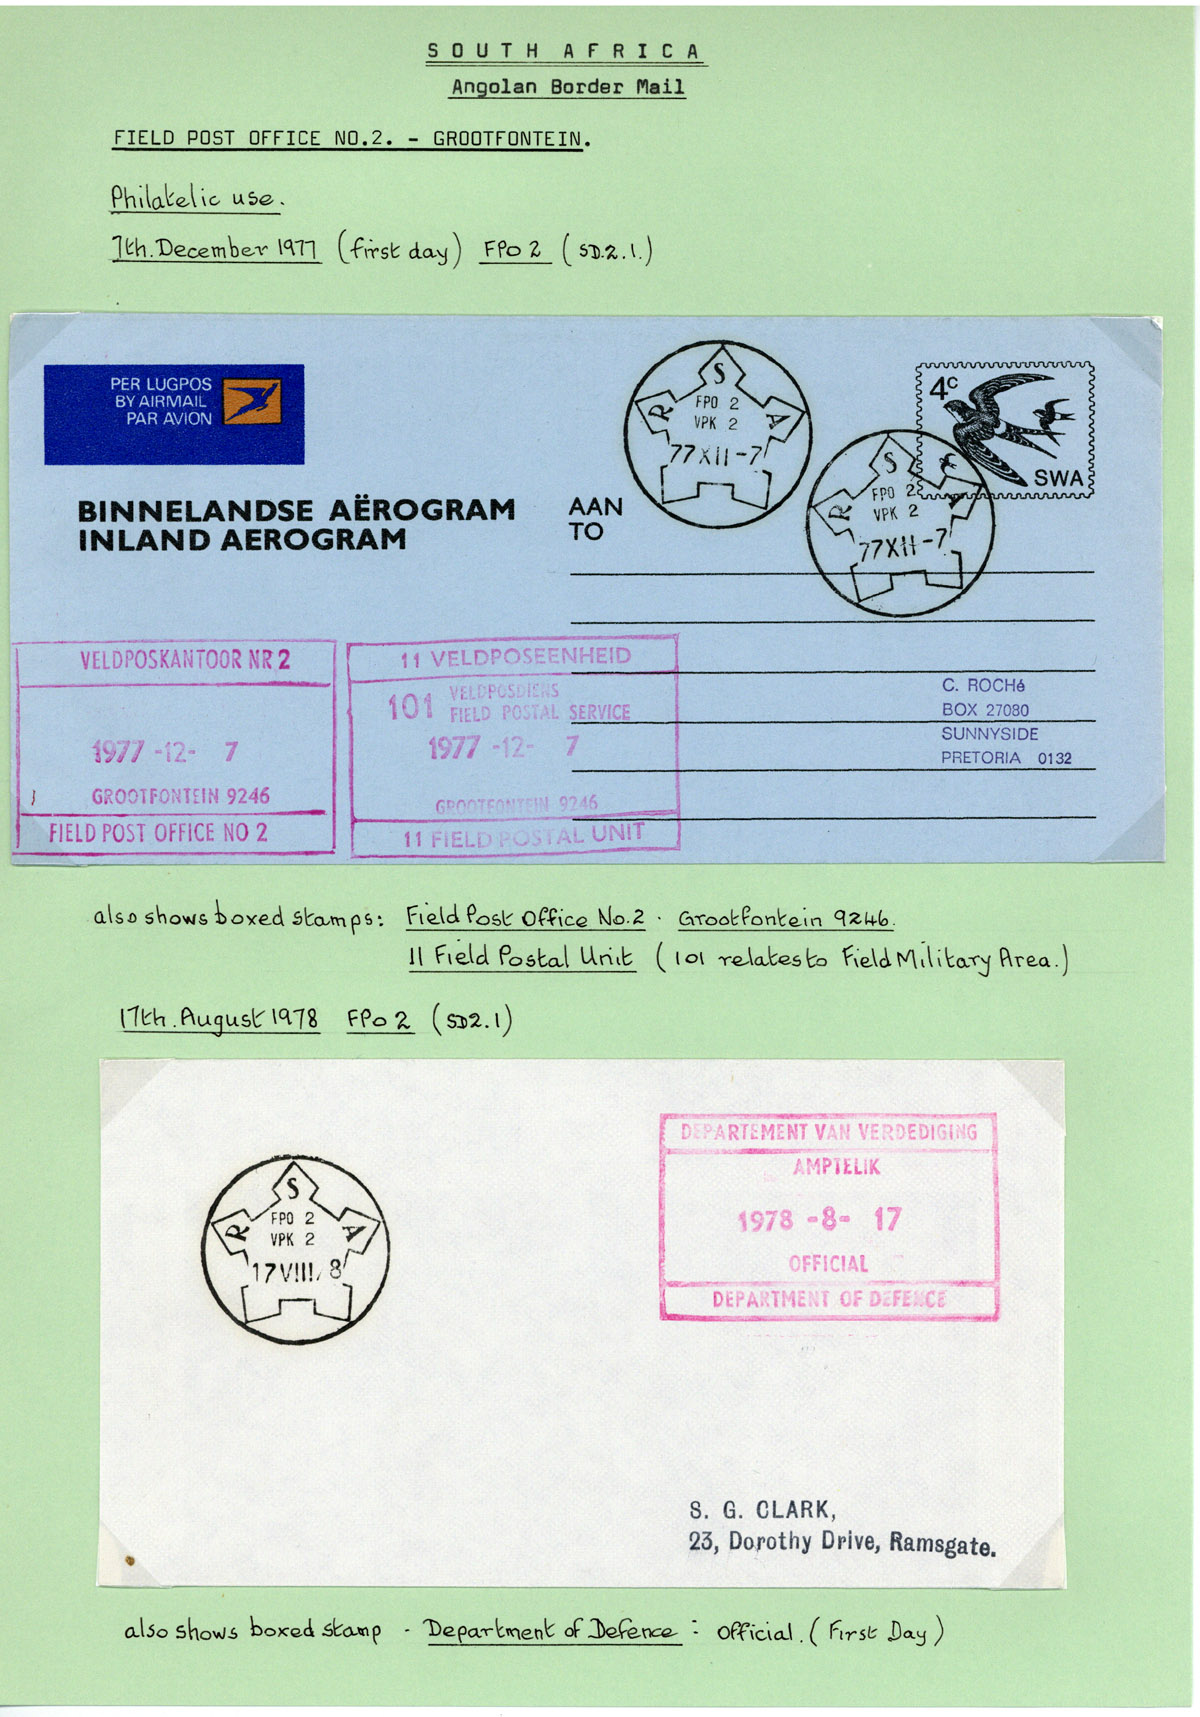 SOUTH AFRICA
Angolan Border Mail
FIELD POST OFFICE NO.2. - GROOTFONTEIN.
Philatelic use.
7th. December 1977 (first day) FPO 2 (SD.2.1.)
PER LUGPOS
BY AIRMAIL
PAR AVION
BINNELANDSE AËROGRAM
INLAND AEROGRAM
AAN
TO
R S A
FPO 2
VPK 2
77XII-7
R S A
FPO 2
VPK 2
77XII-7
4c
SWA
VELDPOSKANTOOR NR 2
1977 -12- 7
GROOTFONTEIN 9246
FIELD POST OFFICE NO 2
11 VELDPOSEENHEID
101 VELDPOSDIENS
FIELD POSTAL SERVICE
1977 -12- 7
GROOTFONTEIN 9246
11 FIELD POSTAL UNIT
C. ROCHé
BOX 27080
SUNNYSIDE
PRETORIA 0132
also shows boxed stamps: Field Post Office No.2 . Grootfontein 9246.
11 Field Postal Unit (101 relates to Field Military Area.)
17th. August 1978 FPO 2 (SD2.1)
R S A
FPO 2
VPK 2
17VIII 8
DEPARTEMENT VAN VERDEDIGING
AMPTELIK
1978 -8- 17
OFFICIAL
DEPARTMENT OF DEFENCE
S. G. CLARK,
23, Dorothy Drive, Ramsgate.
also shows boxed stamp - Department of Defence : Official. (First Day)